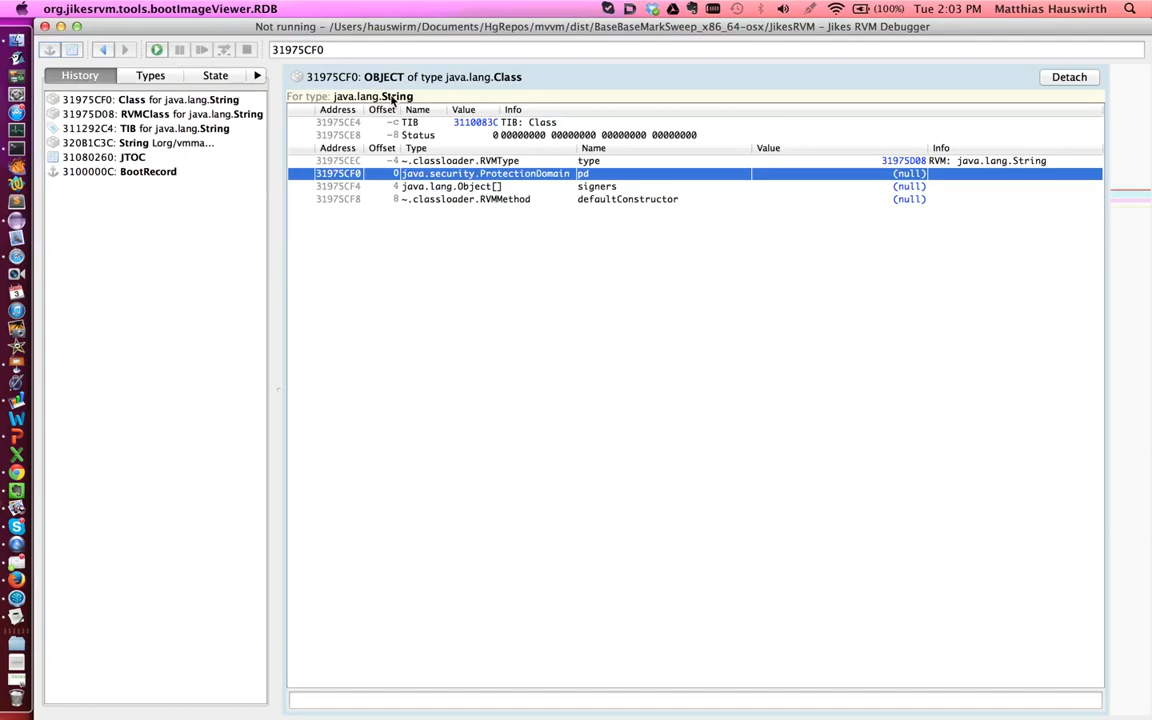 org.jikesrvm.tools.bootImageViewer.RDB (100%) Tue 2:03 PM Matthias Hauswirth
Not running – /Users/hauswirm/Documents/HgRepos/mvvm/dist/BaseBaseMarkSweep_x86_64-osx/JikesRVM – Jikes RVM Debugger
31975CF0
History Types State
31975CF0: OBJECT of type java.lang.Class Detach
For type: java.lang.String
31975CF0: Class for java.lang.String
31975D08: RVMClass for java.lang.String
311292C4: TIB for java.lang.String
320B1C3C: String Lorg/vmma...
31080260: JTOC
3100000C: BootRecord
Address Offset Name Value Info
31975CE4 -c TIB 3110083C TIB: Class
31975CE8 -8 Status 0 00000000 00000000 00000000 00000000
Address Offset Type Name Value Info
31975CEC -4 ~.classloader.RVMType type 31975D08 RVM: java.lang.String
31975CF0 0 java.security.ProtectionDomain pd (null)
31975CF4 4 java.lang.Object[] signers (null)
31975CF8 8 ~.classloader.RVMMethod defaultConstructor (null)